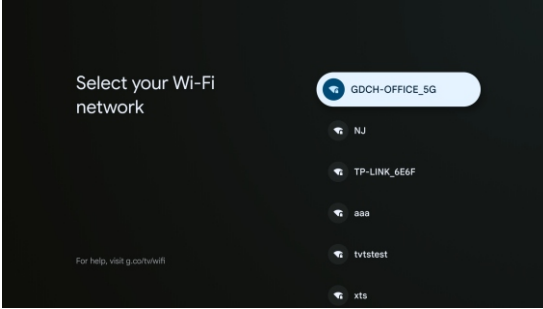 Select your Wi-Fi
network
GDCH-OFFICE_5G
NJ
TP-LINK_6E6F
aaa
tvtstest
xts
For help, visit g.co/tv/wifi